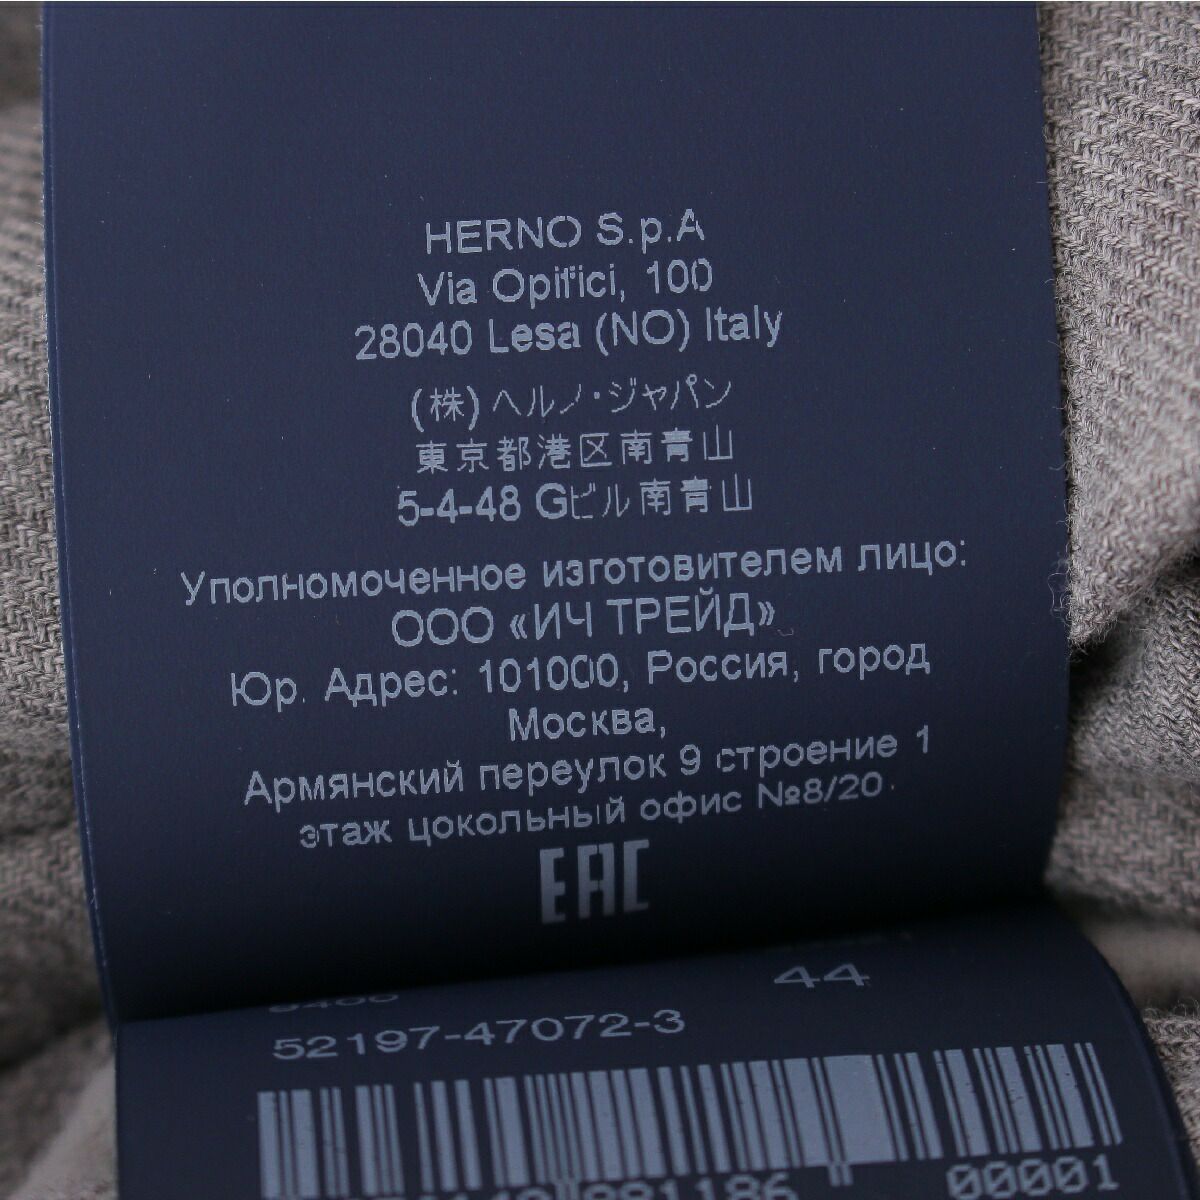 HERNO S.p.A
Via Opifici, 100
28040 Lesa (NO) Italy
(株)ヘルノ・ジャパン
東京都港区南青山
5-4-48 Gビル南青山
Уполномоченное изготовителем лицо:
ООО «ИЧ ТРЕЙД»
Юр. Адрес: 101000, Россия, город
Москва,
Армянский переулок 9 строение 1
этаж цокольный офис №8/20
EAC
44
52197-47072-3
00001